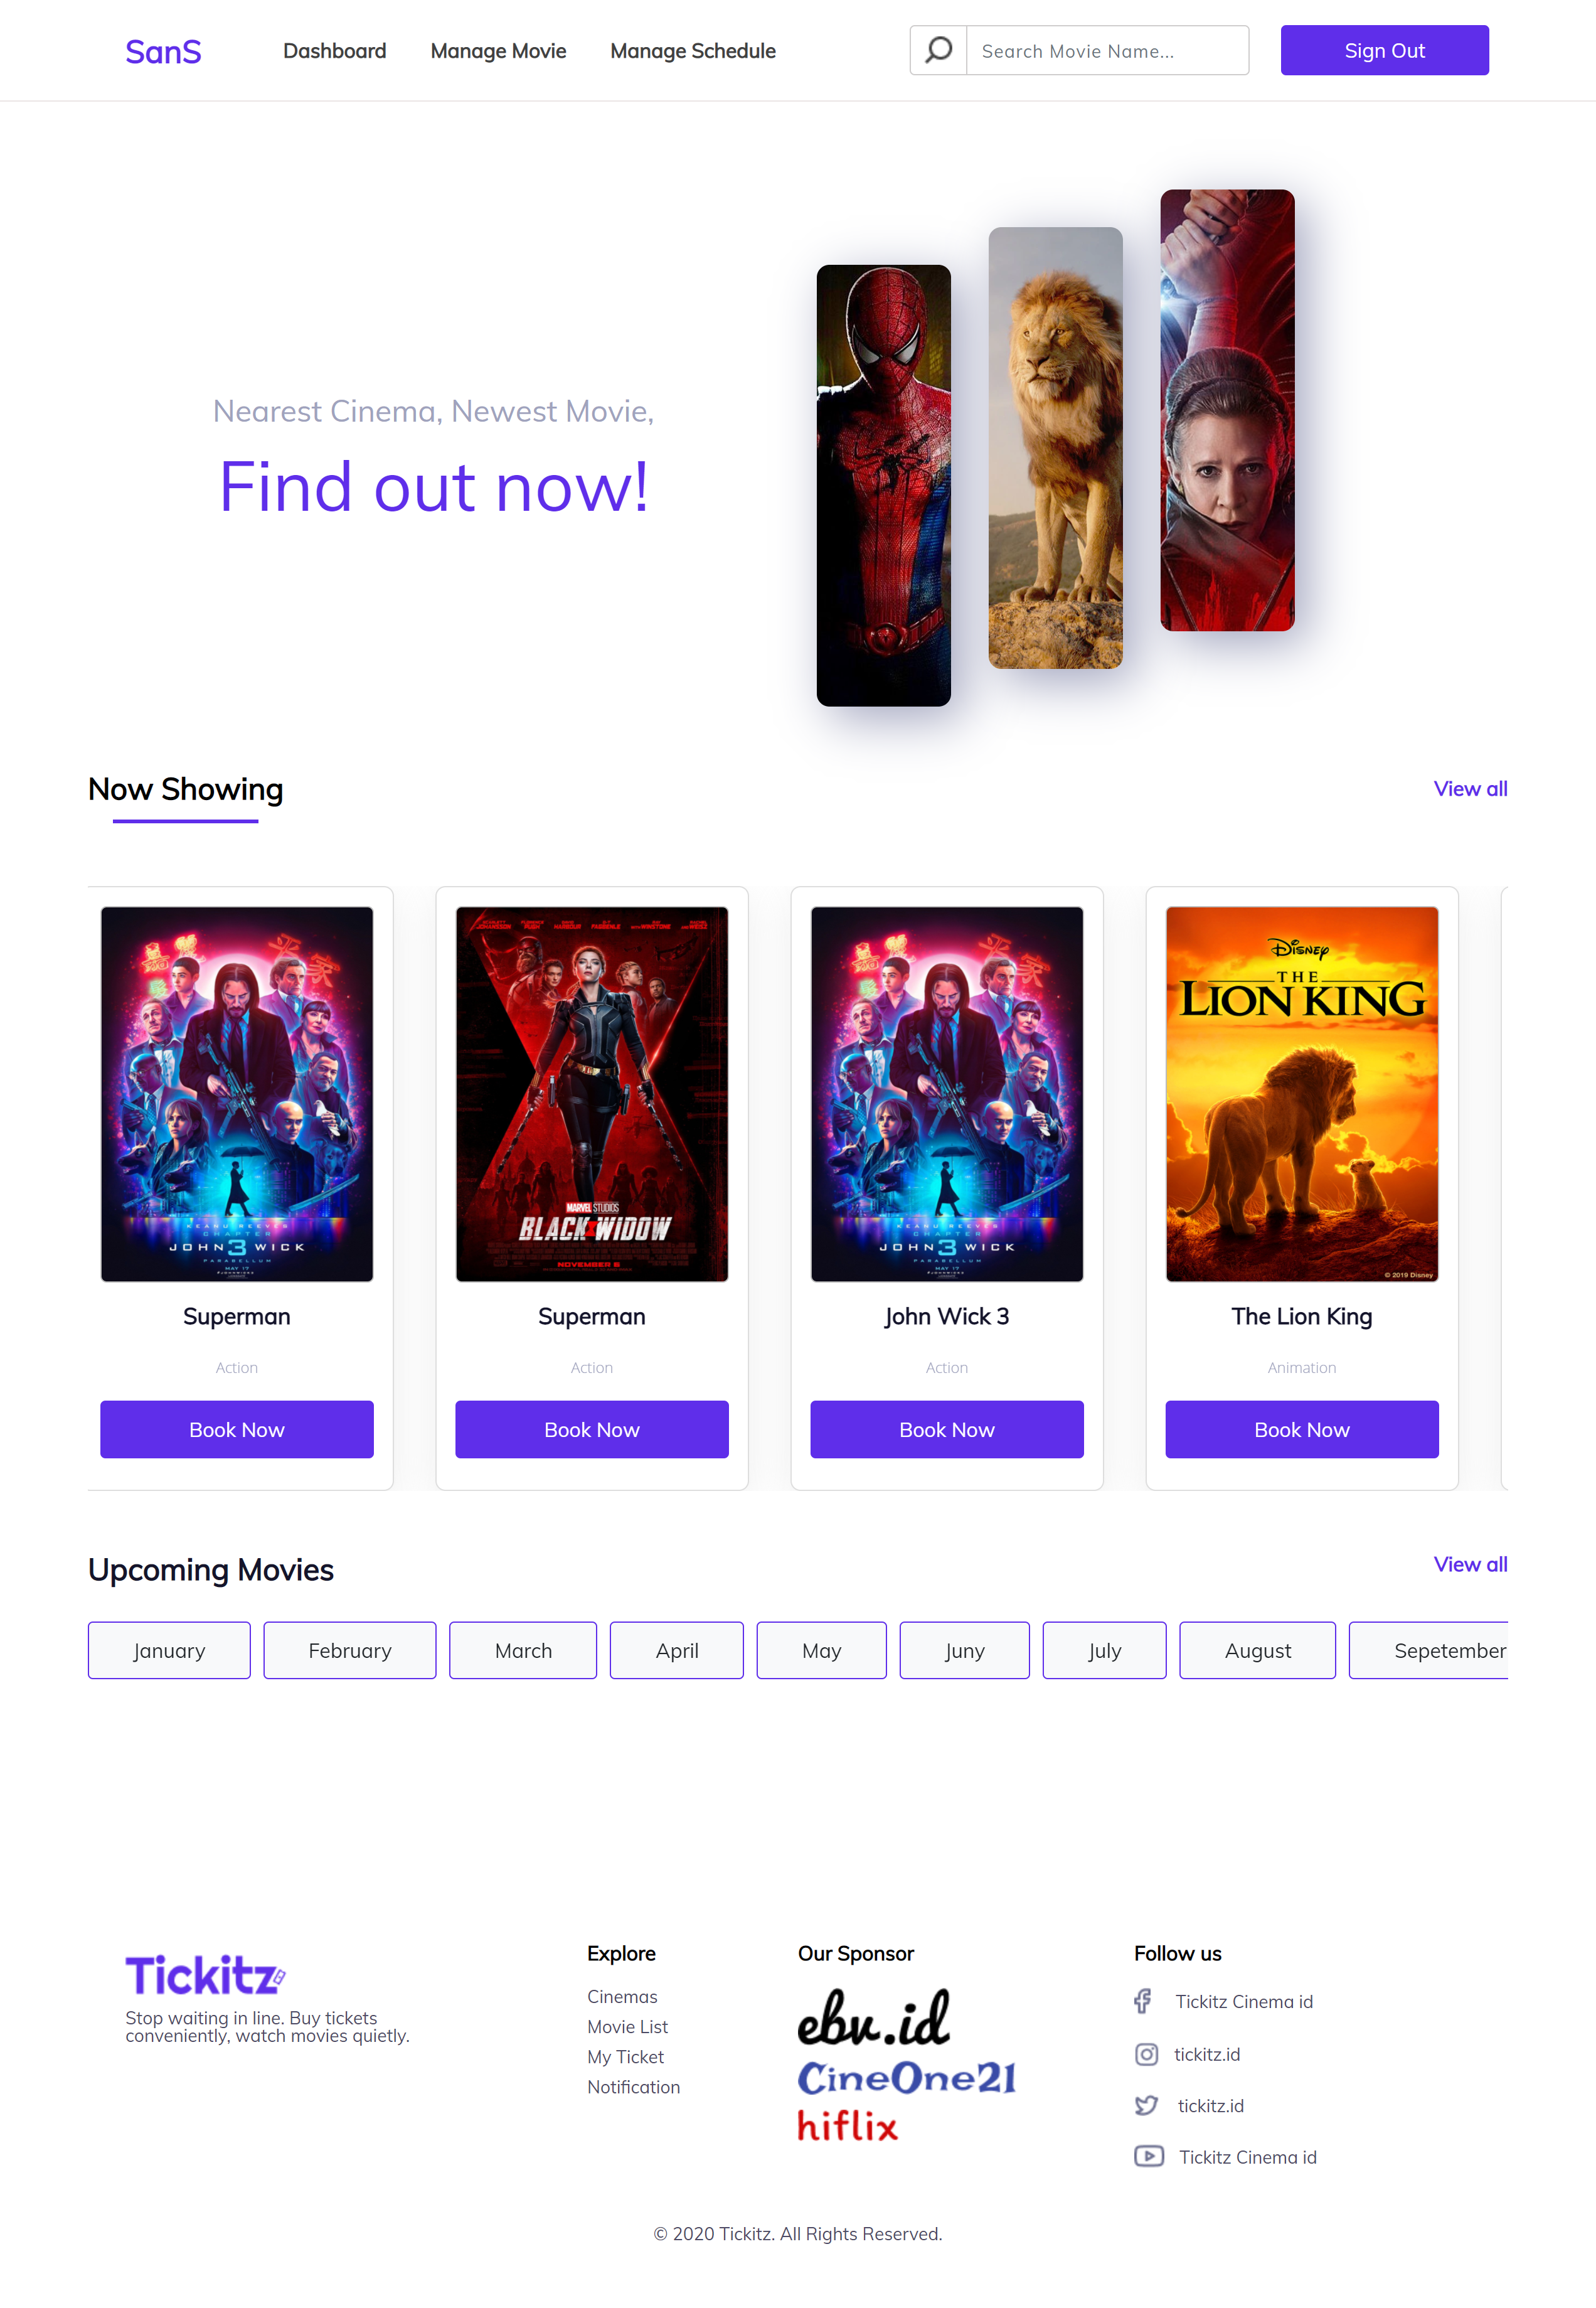 SanS
Dashboard
Manage Movie
Manage Schedule
Search Movie Name...
Sign Out
Nearest Cinema, Newest Movie,
Find out now!
Now Showing
View all
KEANU REEVES
CHAPTER
JOHN 3 WICK
PARABELLUM
MAY 17
Superman
Action
Book Now
MARVEL STUDIOS
BLACK WIDOW
NOVEMBER 6
Superman
Action
Book Now
KEANU REEVES
CHAPTER
JOHN 3 WICK
PARABELLUM
MAY 17
John Wick 3
Action
Book Now
Disney
THE
LION KING
© 2019 Disney
The Lion King
Animation
Book Now
Upcoming Movies
View all
January
February
March
April
May
Juny
July
August
Sepetember
Tickitz
Stop waiting in line. Buy tickets
conveniently, watch movies quietly.
Explore
Cinemas
Movie List
My Ticket
Notification
Our Sponsor
ebv.id
CineOne21
hiflix
Follow us
Tickitz Cinema id
tickitz.id
tickitz.id
Tickitz Cinema id
© 2020 Tickitz. All Rights Reserved.